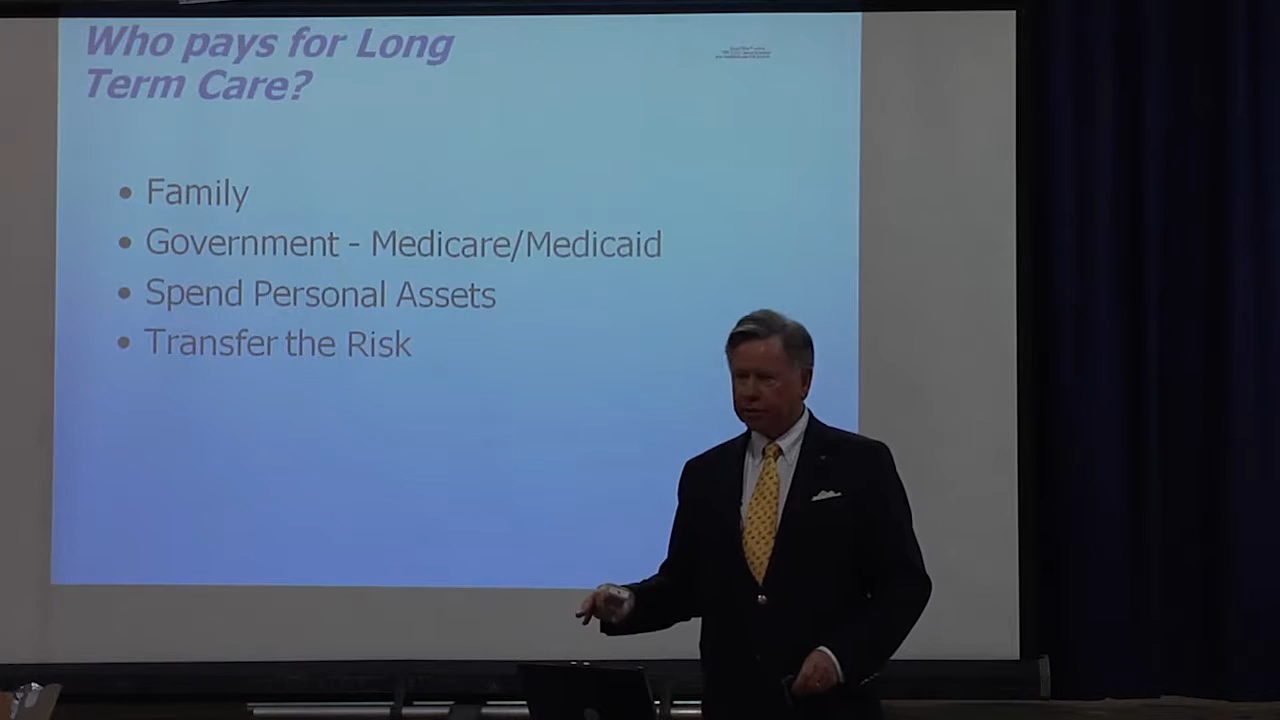 Who pays for Long
Term Care?
• Family
• Government - Medicare/Medicaid
• Spend Personal Assets
• Transfer the Risk